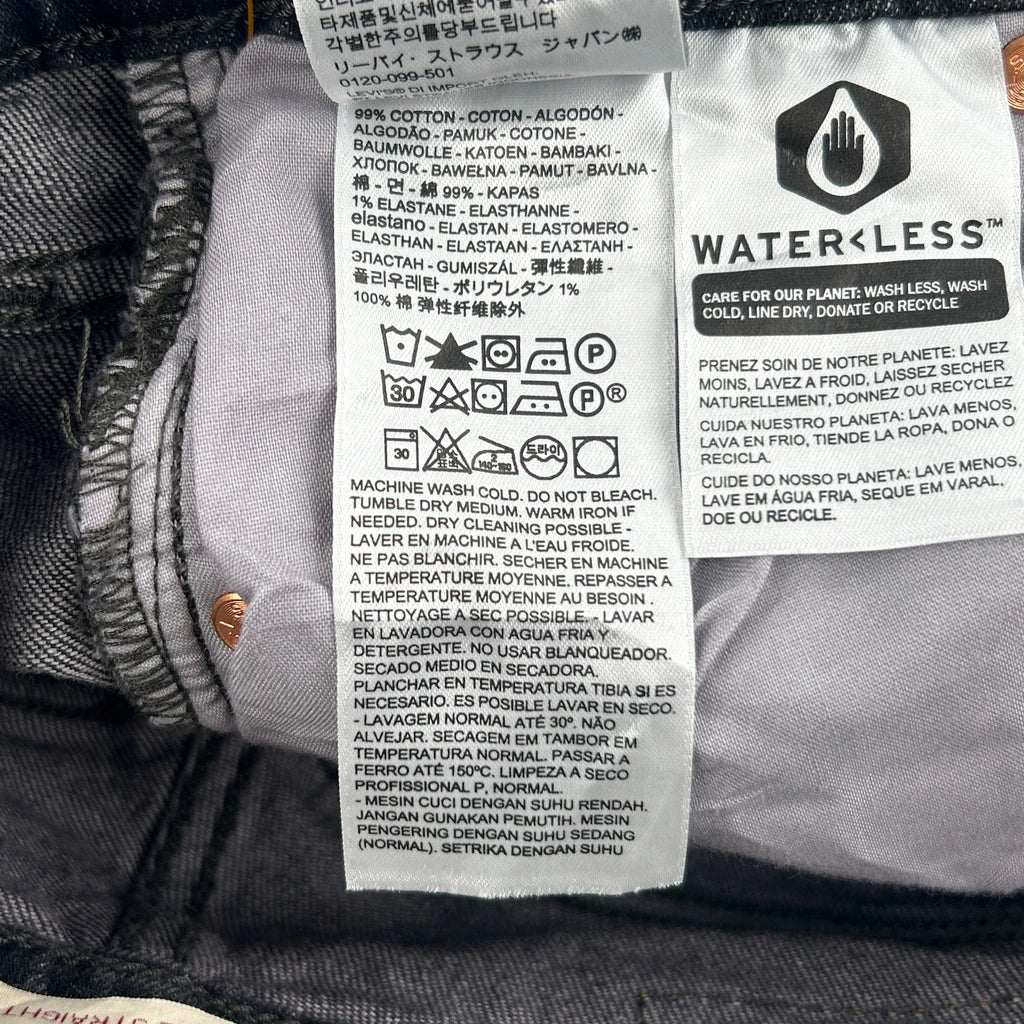 타제품및신체에묻어날수있
각별한주의를당부드립니다
リーバイ・ストラウス ジャパン㈱
0120-099-501
LEVI'S® DI IMPORT OLEH:
99% COTTON - COTON - ALGODÓN -
ALGODÃO - PAMUK - COTONE -
BAUMWOLLE - KATOEN - BAMBAKI -
ХЛОПОК - BAWEŁNA - PAMUT - BAVLNA -
棉 - 면 - 綿 99% - KAPAS
1% ELASTANE - ELASTHANNE -
elastano - ELASTAN - ELASTOMERO -
ELASTHAN - ELASTAAN - ΕΛΑΣΤΑΝΗ -
ЭЛАСТАН - GUMISZÁL - 彈性纖維 -
폴리우레탄 - ポリウレタン 1%
100% 棉 弹性纤维除外
P
30 P®
30 140~160 드라이
MACHINE WASH COLD. DO NOT BLEACH.
TUMBLE DRY MEDIUM. WARM IRON IF
NEEDED. DRY CLEANING POSSIBLE -
LAVER EN MACHINE A L'EAU FROIDE.
NE PAS BLANCHIR. SECHER EN MACHINE
A TEMPERATURE MOYENNE. REPASSER A
TEMPERATURE MOYENNE AU BESOIN .
NETTOYAGE A SEC POSSIBLE. - LAVAR
EN LAVADORA CON AGUA FRIA Y
DETERGENTE. NO USAR BLANQUEADOR.
SECADO MEDIO EN SECADORA.
PLANCHAR EN TEMPERATURA TIBIA SI ES
NECESARIO. ES POSIBLE LAVAR EN SECO.
- LAVAGEM NORMAL ATÉ 30º. NÃO
ALVEJAR. SECAGEM EM TAMBOR EM
TEMPERATURA NORMAL. PASSAR A
FERRO ATÉ 150ºC. LIMPEZA A SECO
PROFISSIONAL P, NORMAL.
- MESIN CUCI DENGAN SUHU RENDAH.
JANGAN GUNAKAN PEMUTIH. MESIN
PENGERING DENGAN SUHU SEDANG
(NORMAL). SETRIKA DENGAN SUHU
WATER<LESS™
CARE FOR OUR PLANET: WASH LESS, WASH
COLD, LINE DRY, DONATE OR RECYCLE
PRENEZ SOIN DE NOTRE PLANETE: LAVEZ
MOINS, LAVEZ A FROID, LAISSEZ SECHER
NATURELLEMENT, DONNEZ OU RECYCLEZ
CUIDA NUESTRO PLANETA: LAVA MENOS,
LAVA EN FRIO, TIENDE LA ROPA, DONA O
RECICLA.
CUIDE DO NOSSO PLANETA: LAVE MENOS,
LAVE EM ÁGUA FRIA, SEQUE EM VARAL,
DOE OU RECICLE.
STRAIGHT